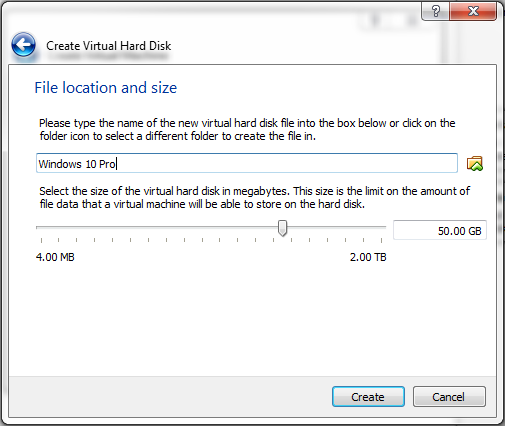 Create Virtual Hard Disk
File location and size
Please type the name of the new virtual hard disk file into the box below or click on the
folder icon to select a different folder to create the file in.
Windows 10 Pro
Select the size of the virtual hard disk in megabytes. This size is the limit on the amount of
file data that a virtual machine will be able to store on the hard disk.
50.00 GB
4.00 MB 2.00 TB
Create Cancel